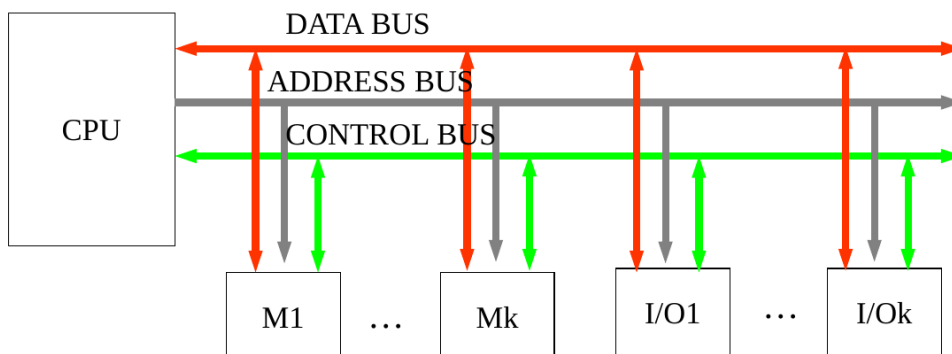 DATA BUS
ADDRESS BUS
CPU
CONTROL BUS
M1 … Mk I/O1 … I/Ok